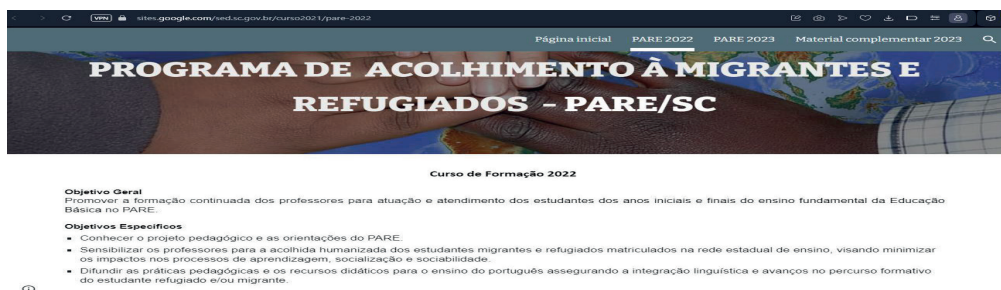 VPN sites.google.com/sed.sc.gov.br/curso2021/pare-2022
Página inicial PARE 2022 PARE 2023 Material complementar 2023
PROGRAMA DE ACOLHIMENTO À MIGRANTES E
REFUGIADOS - PARE/SC
Curso de Formação 2022
Objetivo Geral
Promover a formação continuada dos professores para atuação e atendimento dos estudantes dos anos iniciais e finais do ensino fundamental da Educação
Básica no PARE.
Objetivos Específicos
▪ Conhecer o projeto pedagógico e as orientações do PARE.
▪ Sensibilizar os professores para a acolhida humanizada dos estudantes migrantes e refugiados matriculados na rede estadual de ensino, visando minimizar
os impactos nos processos de aprendizagem, socialização e sociabilidade.
▪ Difundir as práticas pedagógicas e os recursos didáticos para o ensino do português assegurando a integração linguística e avanços no percurso formativo
do estudante refugiado e/ou migrante.